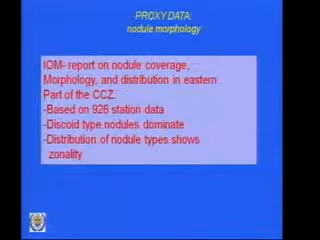 PROXY DATA:
nodule morphology
IOM- report on nodule coverage,
Morphology, and distribution in eastern
Part of the CCZ.
-Based on 926 station data
-Discoid type nodules dominate
-Distribution of nodule types shows
zonality